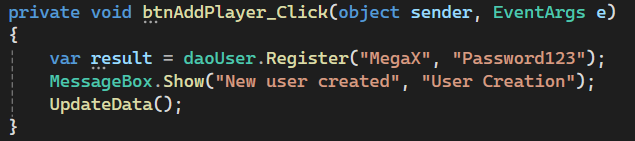 private void btnAddPlayer_Click(object sender, EventArgs e)
{
    var result = daoUser.Register("MegaX", "Password123");
    MessageBox.Show("New user created", "User Creation");
    UpdateData();
}